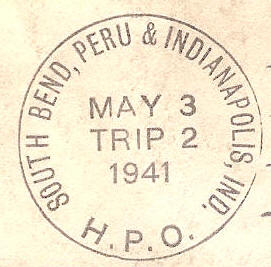 SOUTH BEND, PERU & INDIANAPOLIS, IND.
MAY 3
TRIP 2
1941
H.P.O.